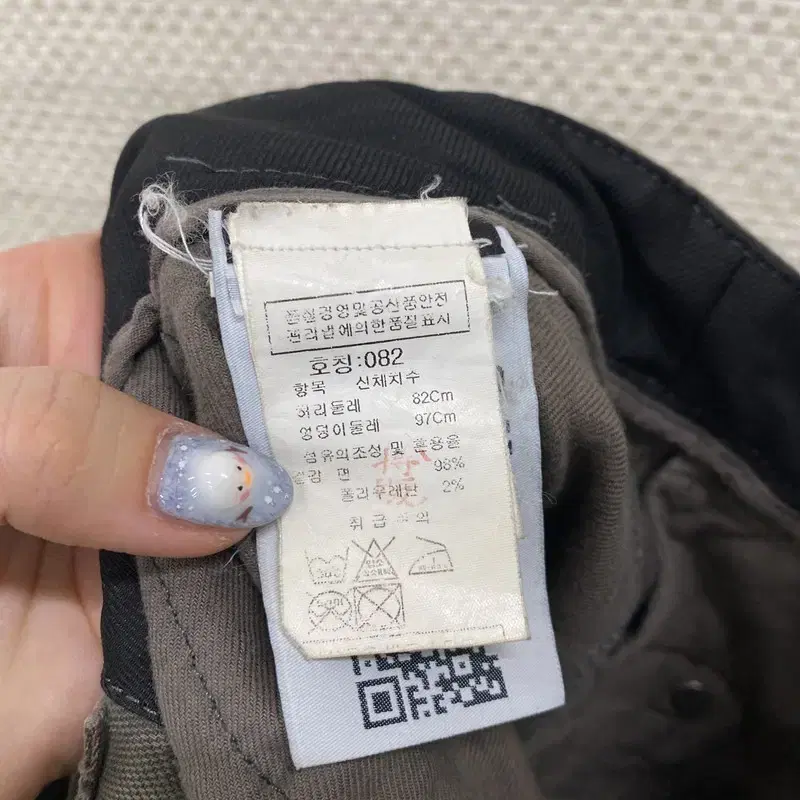 품질경영및공산품안전
관리법에의한품질표시
호칭:082
항목 신체치수
허리둘레 82Cm
엉덩이둘레 97Cm
섬유의조성 및 혼용율
겉감 면 98%
폴리우레탄 2%
취급